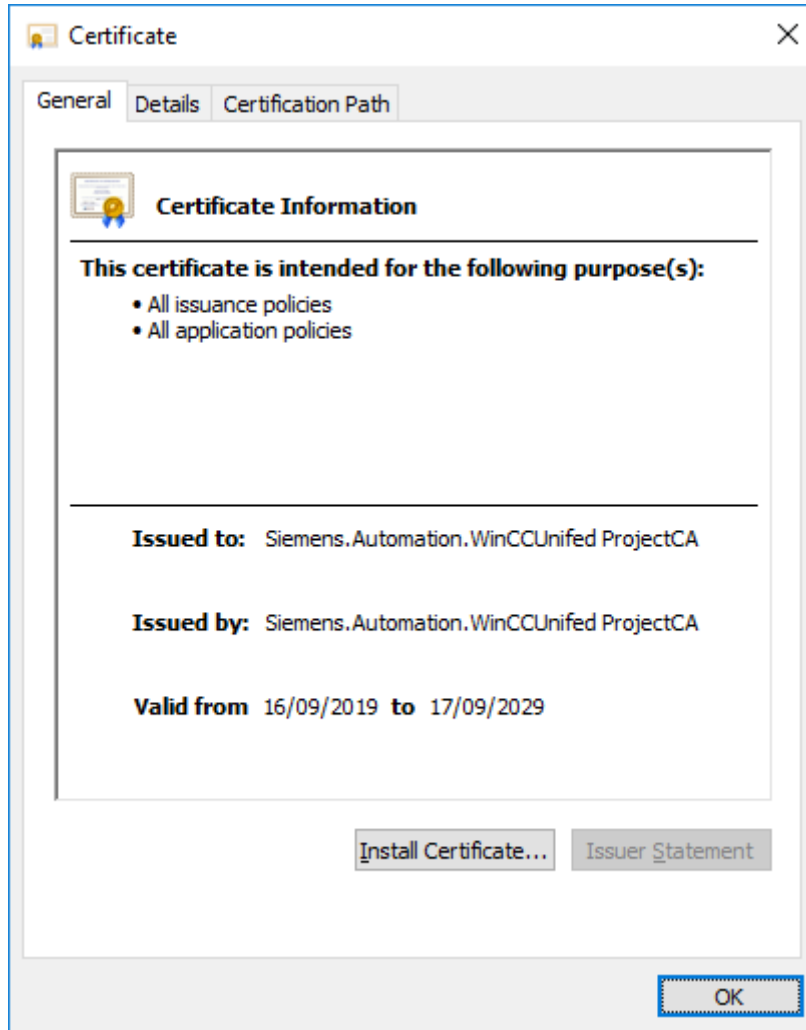 Certificate
General Details Certification Path
Certificate Information
This certificate is intended for the following purpose(s):
• All issuance policies
• All application policies
Issued to: Siemens.Automation.WinCCUnifed ProjectCA
Issued by: Siemens.Automation.WinCCUnifed ProjectCA
Valid from 16/09/2019 to 17/09/2029
Install Certificate... Issuer Statement
OK